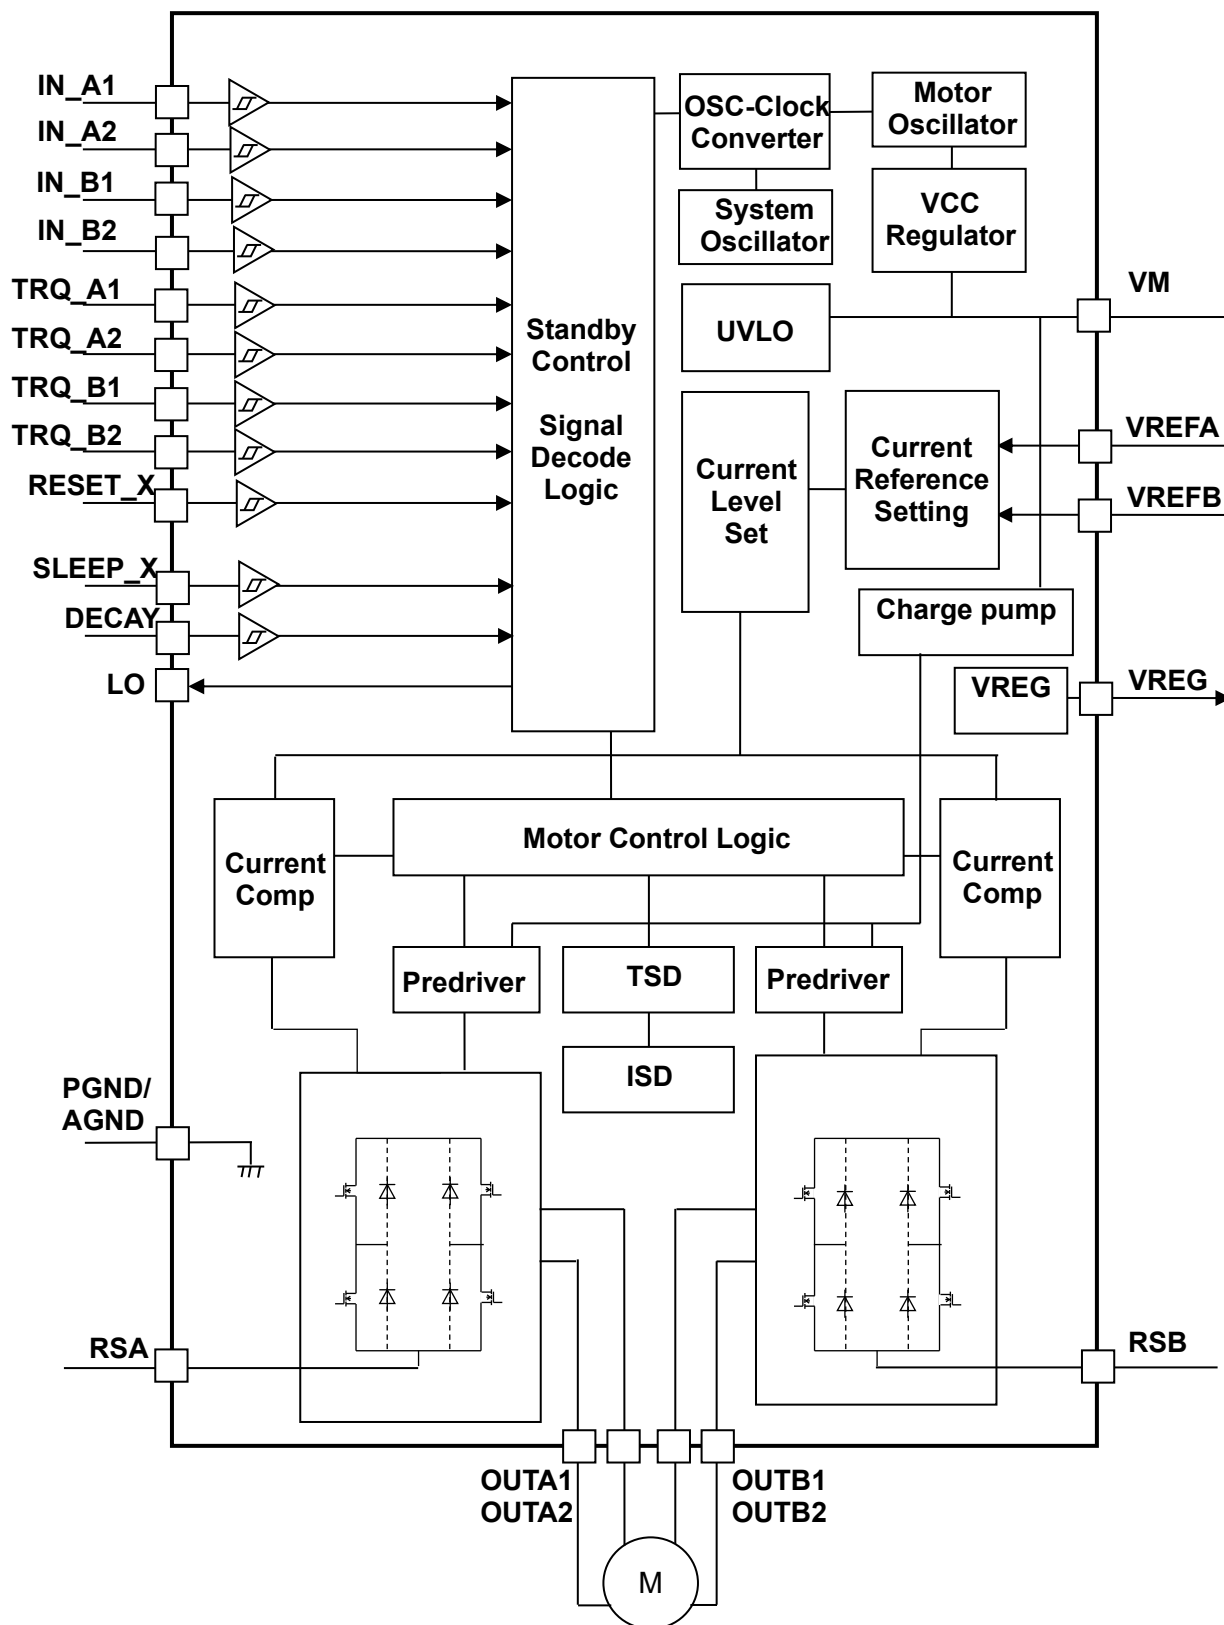 IN_A1
IN_A2
IN_B1
IN_B2
TRQ_A1
TRQ_A2
TRQ_B1
TRQ_B2
RESET_X
SLEEP_X
DECAY
LO
Standby
Control
Signal
Decode
Logic
OSC-Clock
Converter
Motor
Oscillator
System
Oscillator
VCC
Regulator
UVLO
VM
Current
Level
Set
Current
Reference
Setting
VREFA
VREFB
Charge pump
VREG
VREG
Current
Comp
Motor Control Logic
Current
Comp
Predriver
TSD
Predriver
ISD
PGND/
AGND
RSA
RSB
OUTA1
OUTA2
OUTB1
OUTB2
M